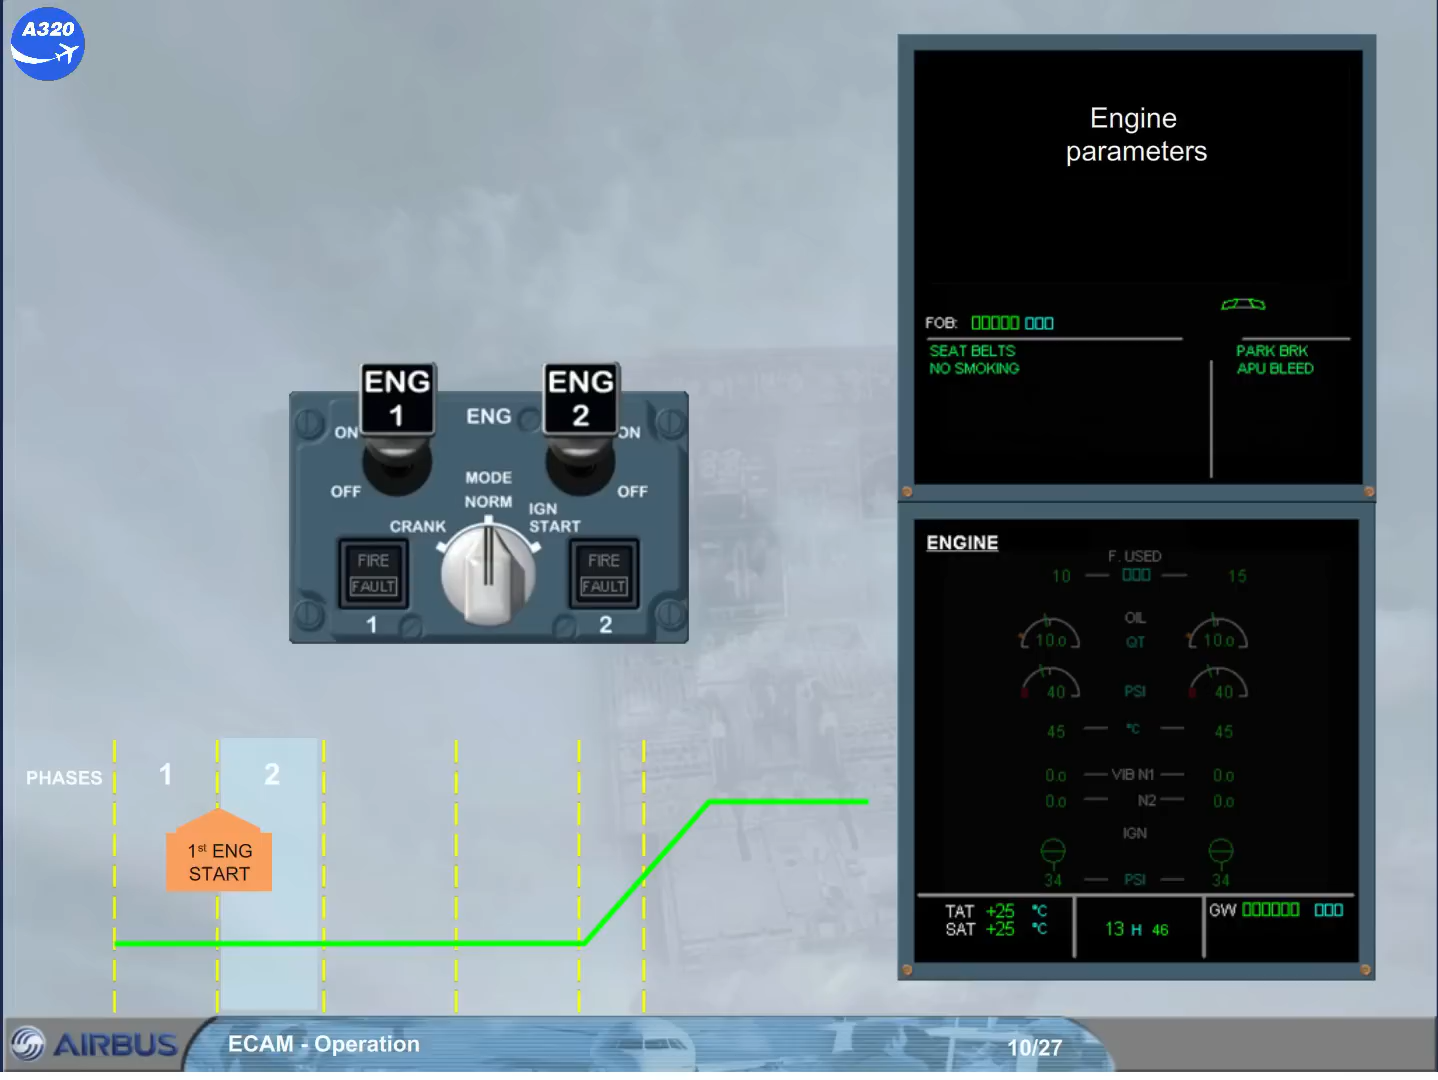 A320
Engine
parameters
FOB:
SEAT BELTS
NO SMOKING
PARK BRK
APU BLEED
ENG
1
ENG
ENG
2
ON
ON
OFF
OFF
MODE
NORM
CRANK
IGN
START
FIRE
FAULT
FIRE
FAULT
1
2
ENGINE
F. USED
10
15
OIL
10.0
QT
10.0
40
PSI
40
45
°C
45
0.0
VIB N1
0.0
0.0
N2
0.0
IGN
34
PSI
34
TAT +25 °C
SAT +25 °C
13 H 46
GW
PHASES
1
2
1st ENG
START
AIRBUS
ECAM - Operation
10/27